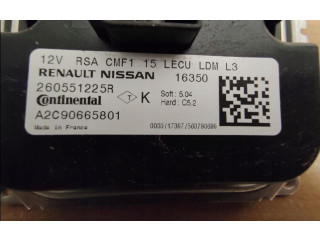 12V RSA CMF1 15 LECU LDM L3
RENAULT NISSAN 16350
260551225R
Continental T K Soft : 5.04
Hard : C5.2
A2C90665801
Made in France